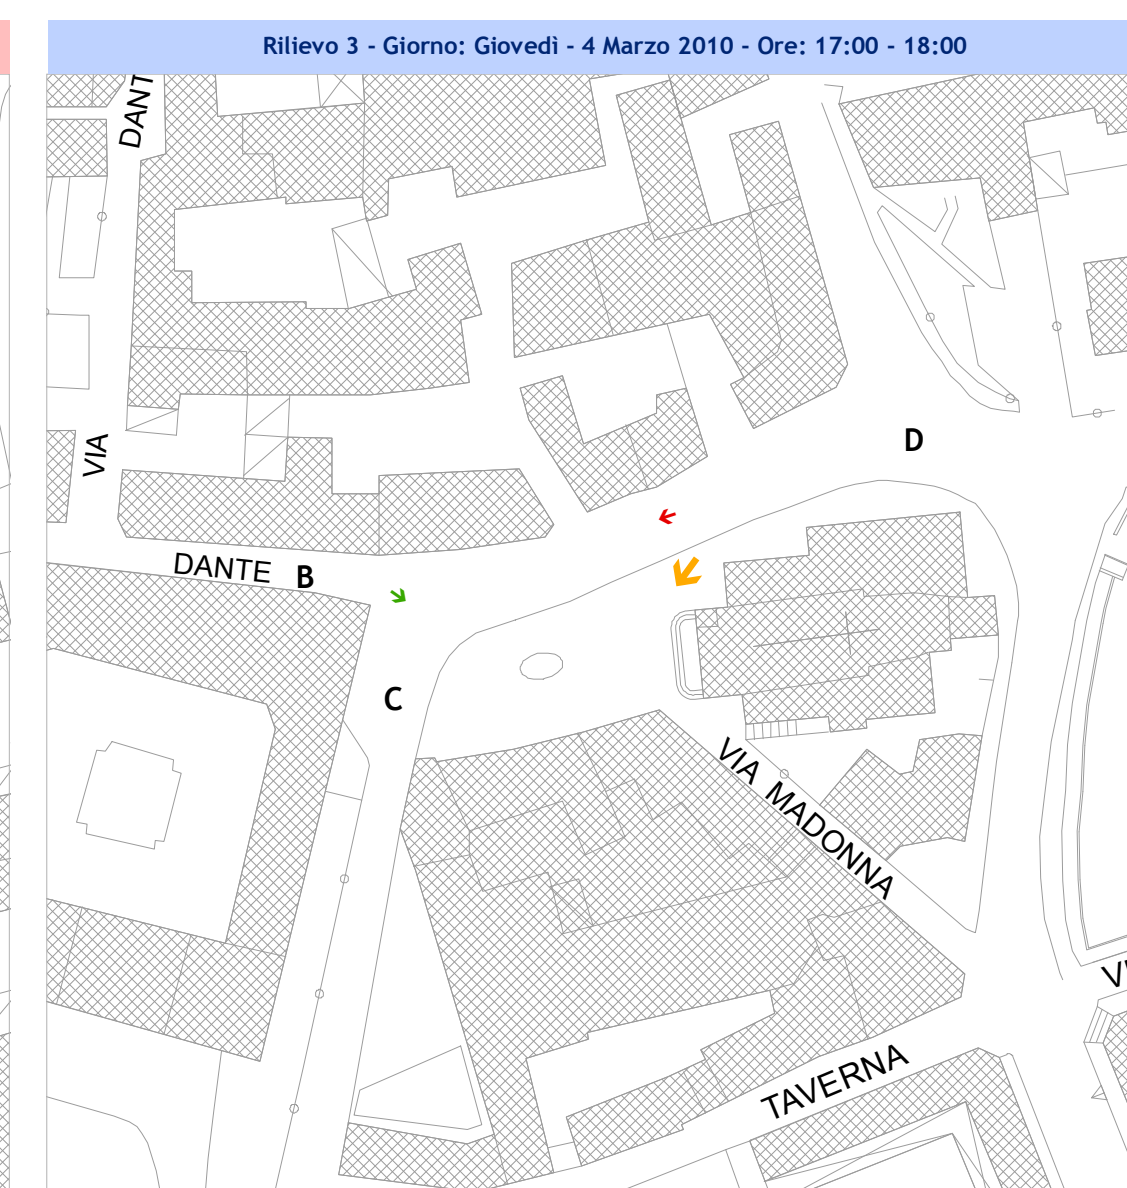 Rilievo 3 - Giorno: Giovedì - 4 Marzo 2010 - Ore: 17:00 - 18:00
DANT
VIA
D
DANTE
B
C
VIA MADONNA
TAVERNA